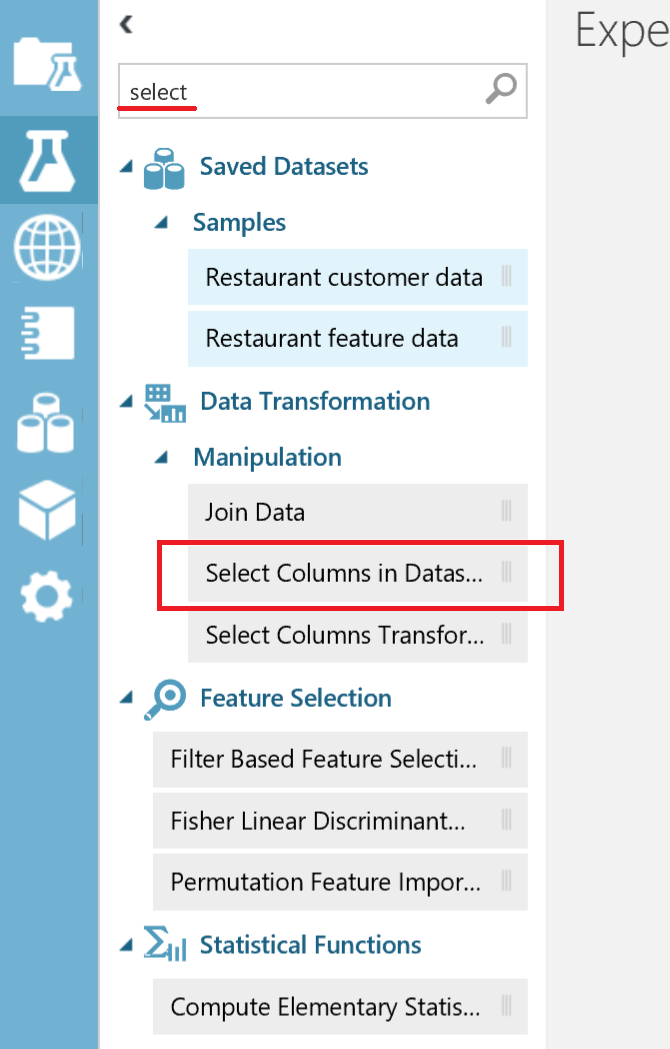 Expe
select
Saved Datasets
Samples
Restaurant customer data
Restaurant feature data
Data Transformation
Manipulation
Join Data
Select Columns in Datas...
Select Columns Transfor...
Feature Selection
Filter Based Feature Selecti...
Fisher Linear Discriminant...
Permutation Feature Impor...
Statistical Functions
Compute Elementary Statis...